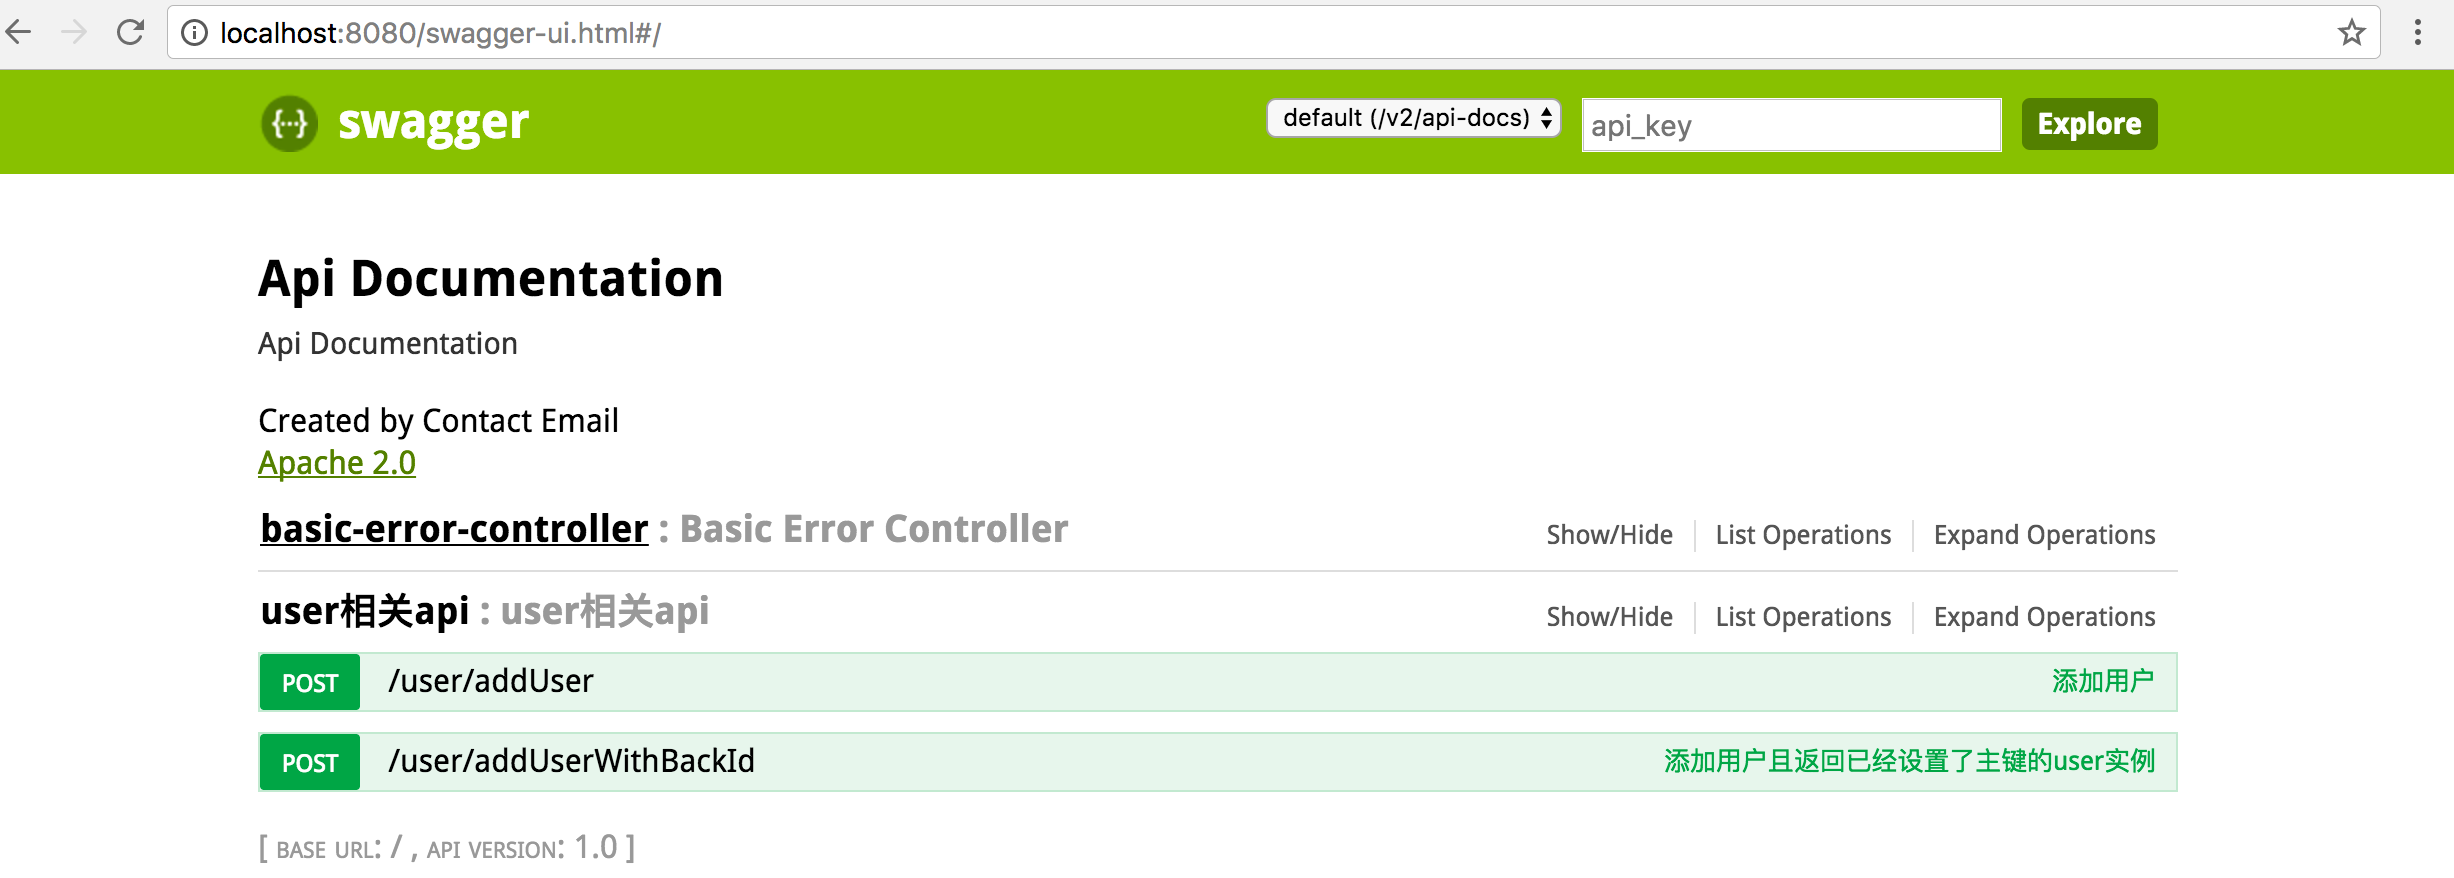 localhost:8080/swagger-ui.html#/
{···} swagger default (/v2/api-docs) api_key Explore
Api Documentation
Api Documentation
Created by Contact Email
Apache 2.0
basic-error-controller : Basic Error Controller Show/Hide List Operations Expand Operations
user相关api : user相关api Show/Hide List Operations Expand Operations
POST /user/addUser 添加用户
POST /user/addUserWithBackId 添加用户且返回已经设置了主键的user实例
[ BASE URL: / , API VERSION: 1.0 ]